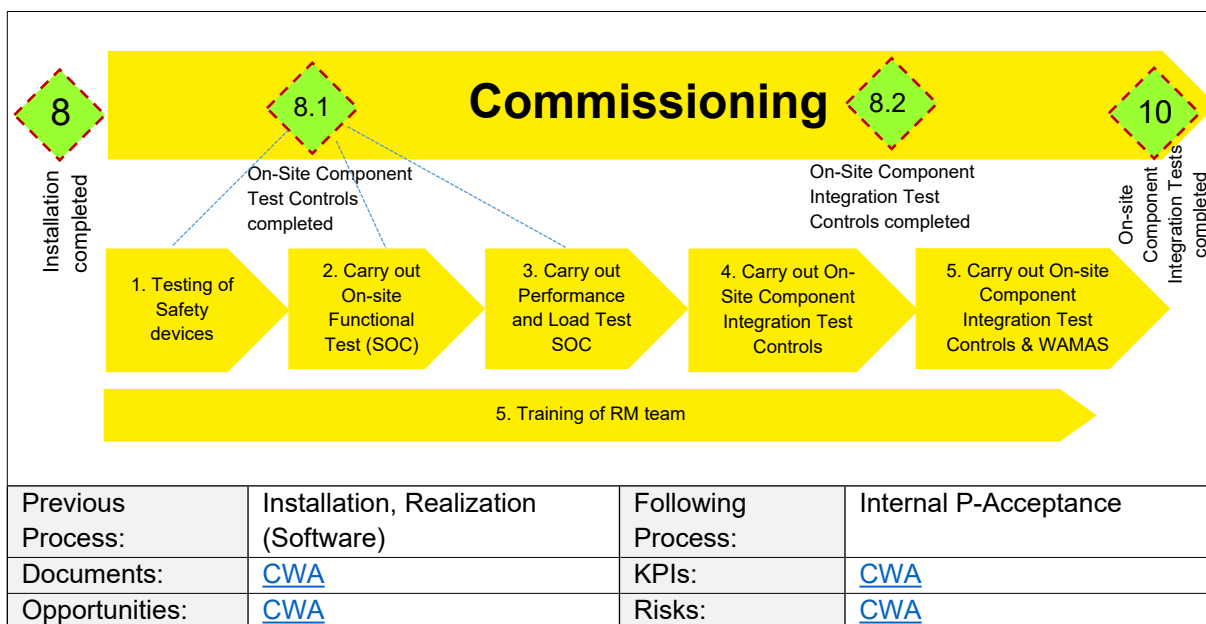 Commissioning
8
8.1
8.2
10
Installation
completed
On-Site Component
Test Controls
completed
On-Site Component
Integration Test
Controls completed
On-site
Component
Integration Tests
completed
1. Testing of
Safety
devices
2. Carry out
On-site
Functional
Test (SOC)
3. Carry out
Performance
and Load Test
SOC
4. Carry out On-
Site Component
Integration Test
Controls
5. Carry out On-site
Component
Integration Test
Controls & WAMAS
5. Training of RM team
Previous
Process:
Installation, Realization
(Software)
Following
Process:
Internal P-Acceptance
Documents:
CWA
KPIs:
CWA
Opportunities:
CWA
Risks:
CWA